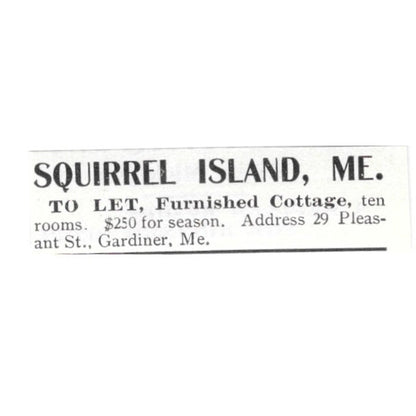 SQUIRREL ISLAND, ME.
TO LET, Furnished Cottage, ten
rooms. $250 for season. Address 29 Pleas-
ant St., Gardiner, Me.